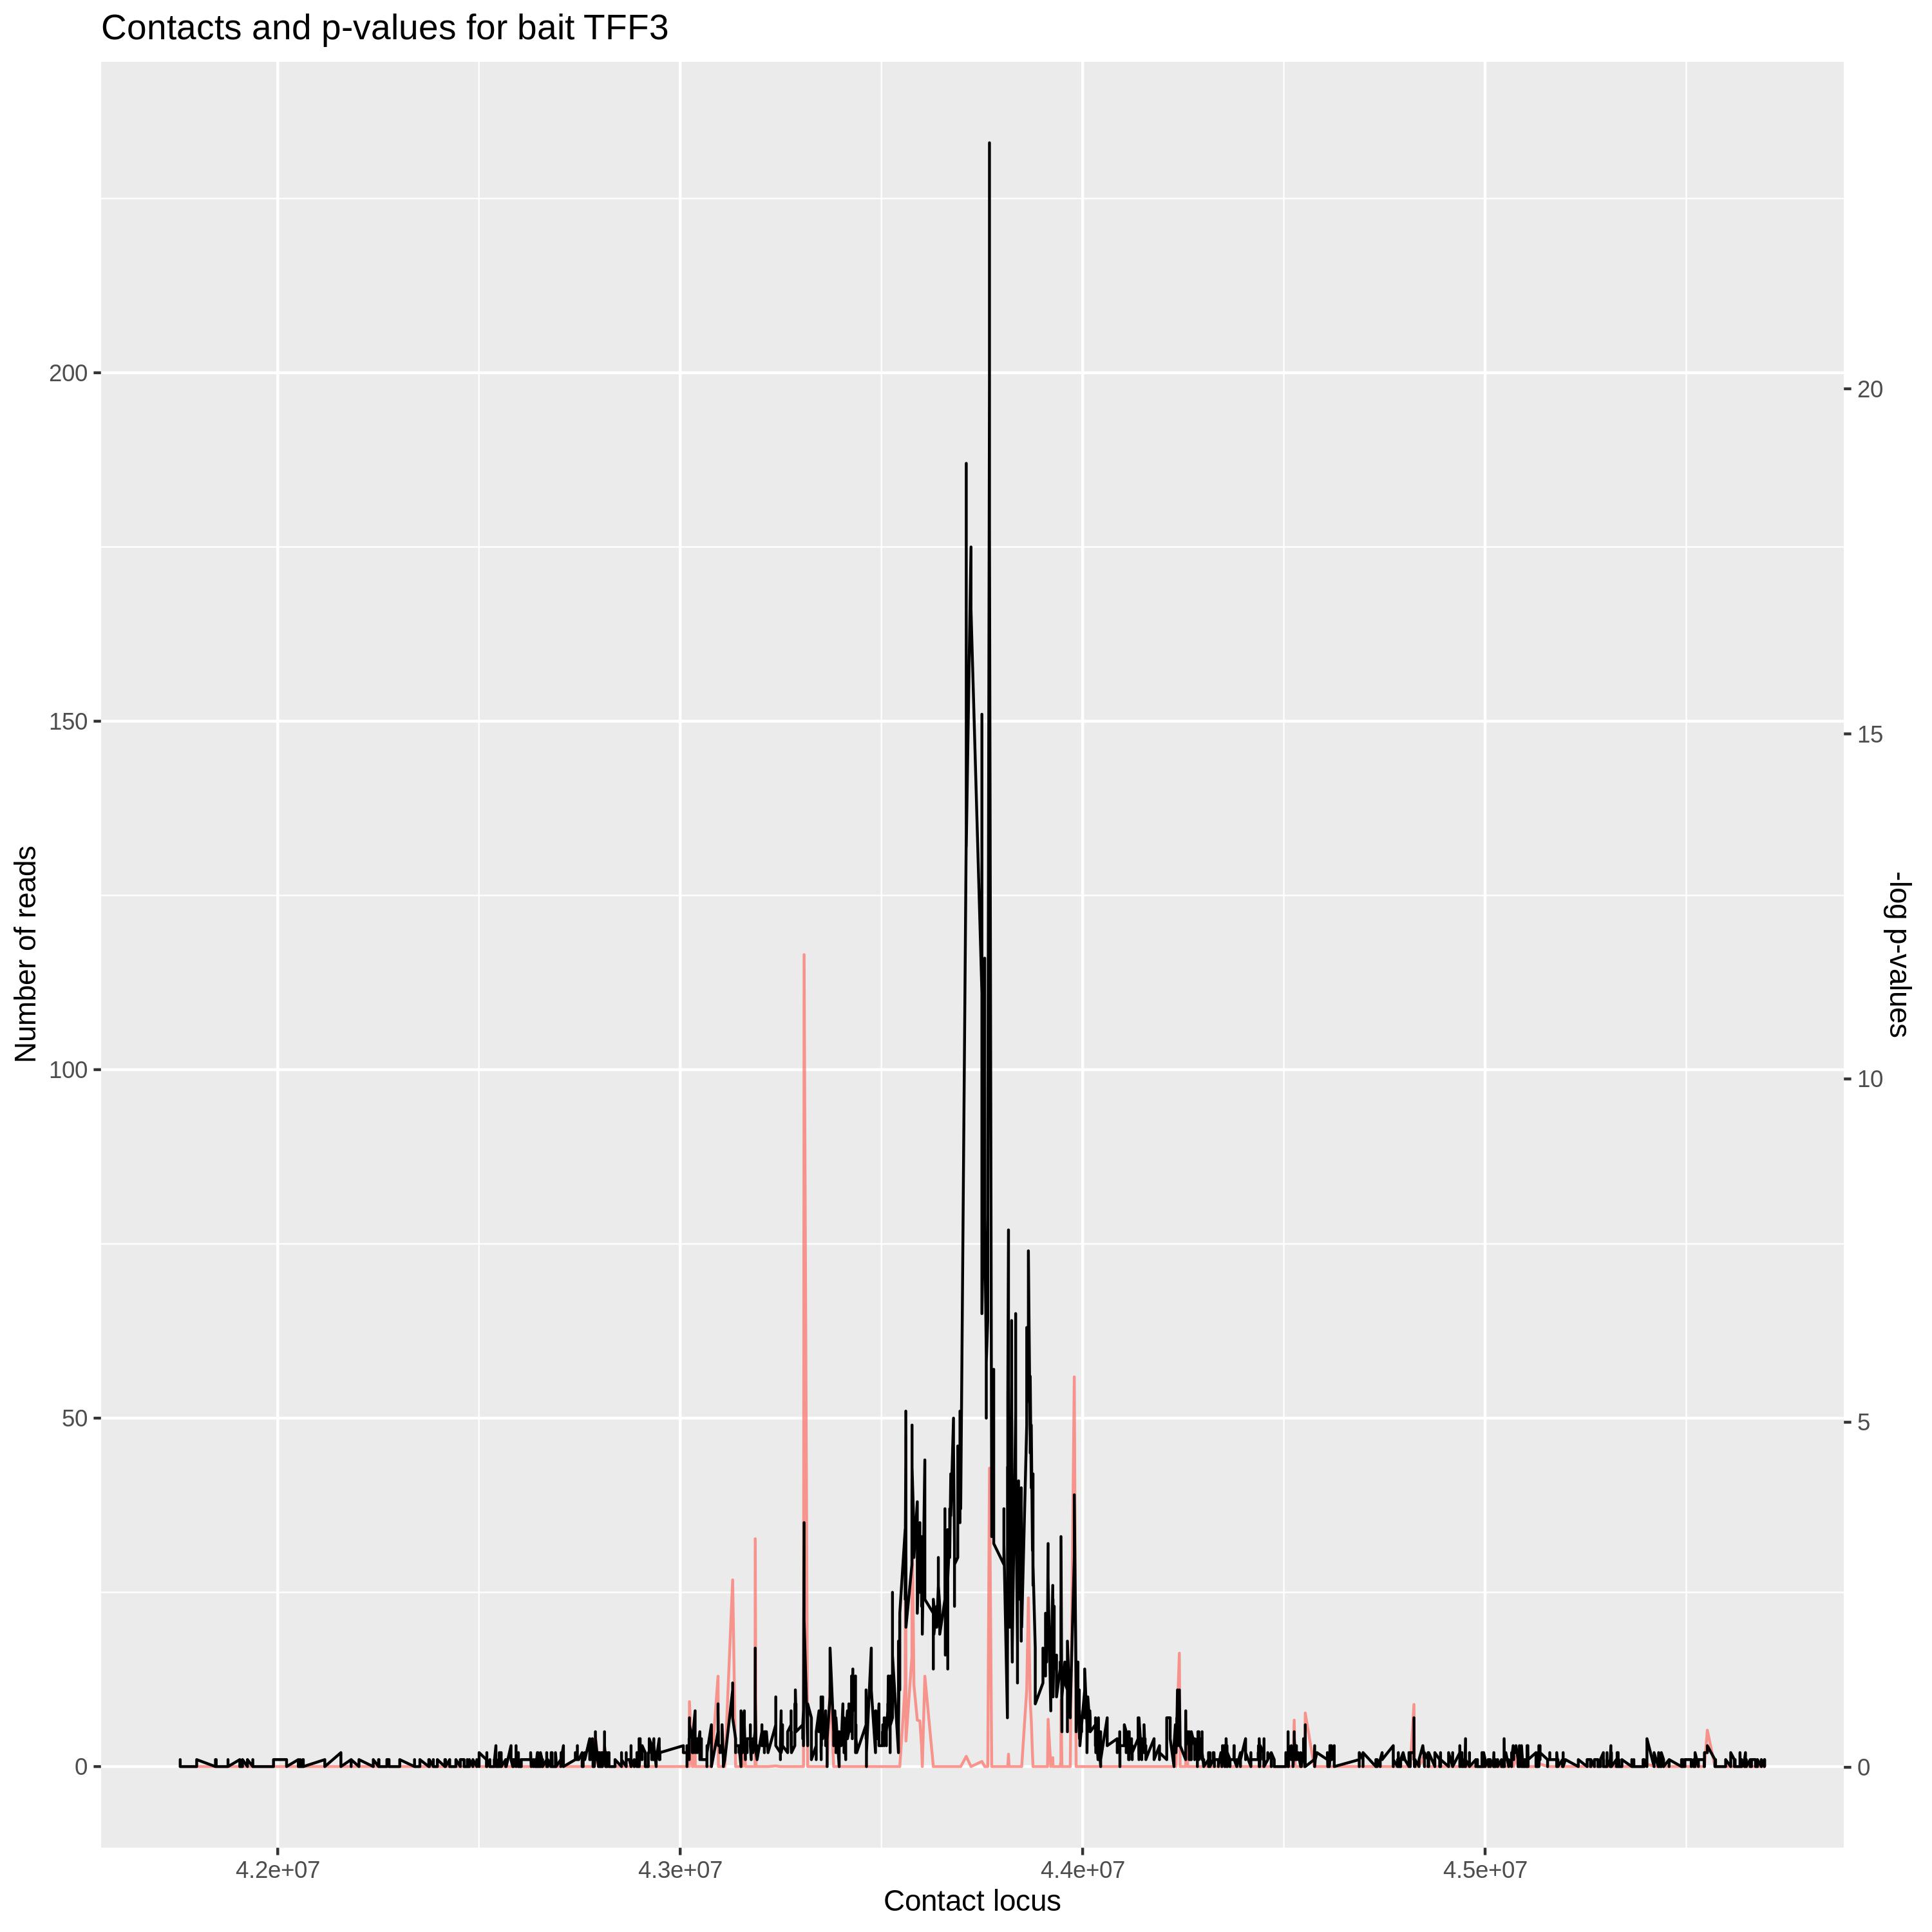 Contacts and p-values for bait TFF3
Number of reads
200
150
100
50
0
20
15
10
5
0
-log p-values
4.2e+07
4.3e+07
4.4e+07
4.5e+07
Contact locus